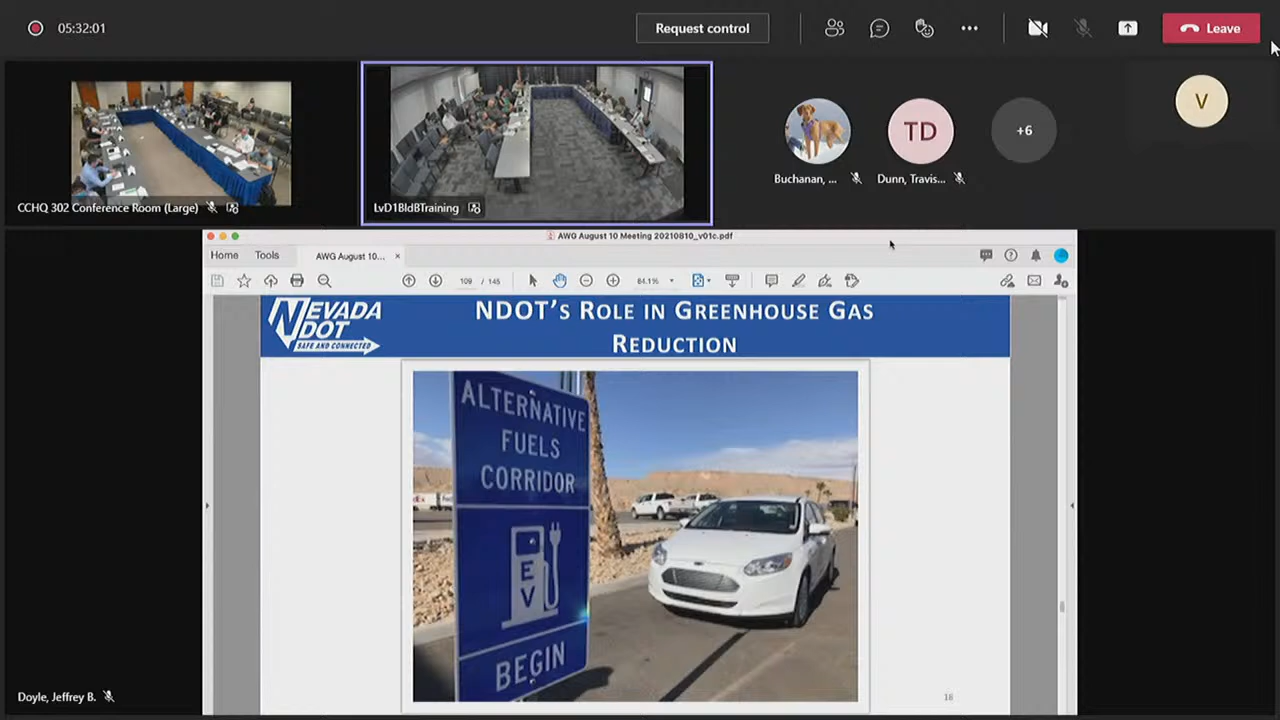 05:32:01
Request control
Leave
CCHQ 302 Conference Room (Large)
LvD1BldBTraining
Buchanan, ...
TD
Dunn, Travis...
+6
V
AWG August 10 Meeting 20210810_v01c.pdf
Home
Tools
AWG August 10...
109 / 145
84.1%
NEVADA
NDOT
SAFE AND CONNECTED
NDOT'S ROLE IN GREENHOUSE GAS
REDUCTION
ALTERNATIVE
FUELS
CORRIDOR
EV
BEGIN
18
Doyle, Jeffrey B.